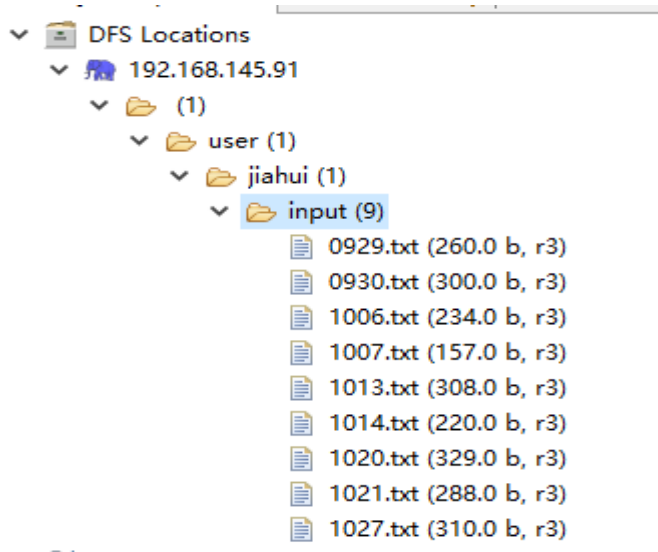 DFS Locations
192.168.145.91
(1)
user (1)
jiahui (1)
input (9)
0929.txt (260.0 b, r3)
0930.txt (300.0 b, r3)
1006.txt (234.0 b, r3)
1007.txt (157.0 b, r3)
1013.txt (308.0 b, r3)
1014.txt (220.0 b, r3)
1020.txt (329.0 b, r3)
1021.txt (288.0 b, r3)
1027.txt (310.0 b, r3)